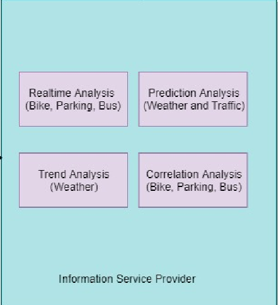 Realtime Analysis
(Bike, Parking, Bus)
Prediction Analysis
(Weather and Traffic)
Trend Analysis
(Weather)
Correlation Analysis
(Bike, Parking, Bus)
Information Service Provider